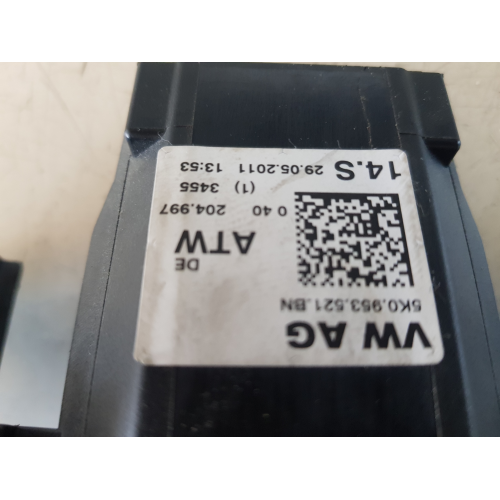 VW AG
5K0.953.521.BN
DE
ATW
0 40
204.997
(1) 3455
29.05.2011 13:53
14.S